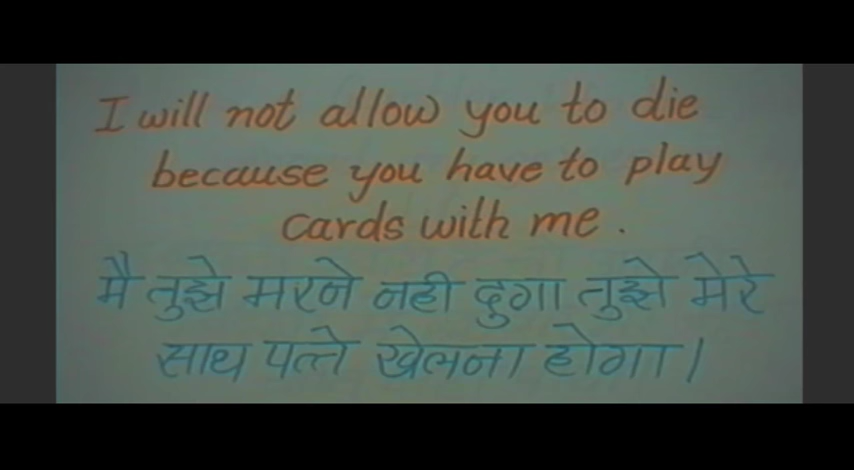 I will not allow you to die
because you have to play
cards with me.
मै तुझे मरने नही दुगा तुझे मेरे
साथ पत्ते खेलना होगा।